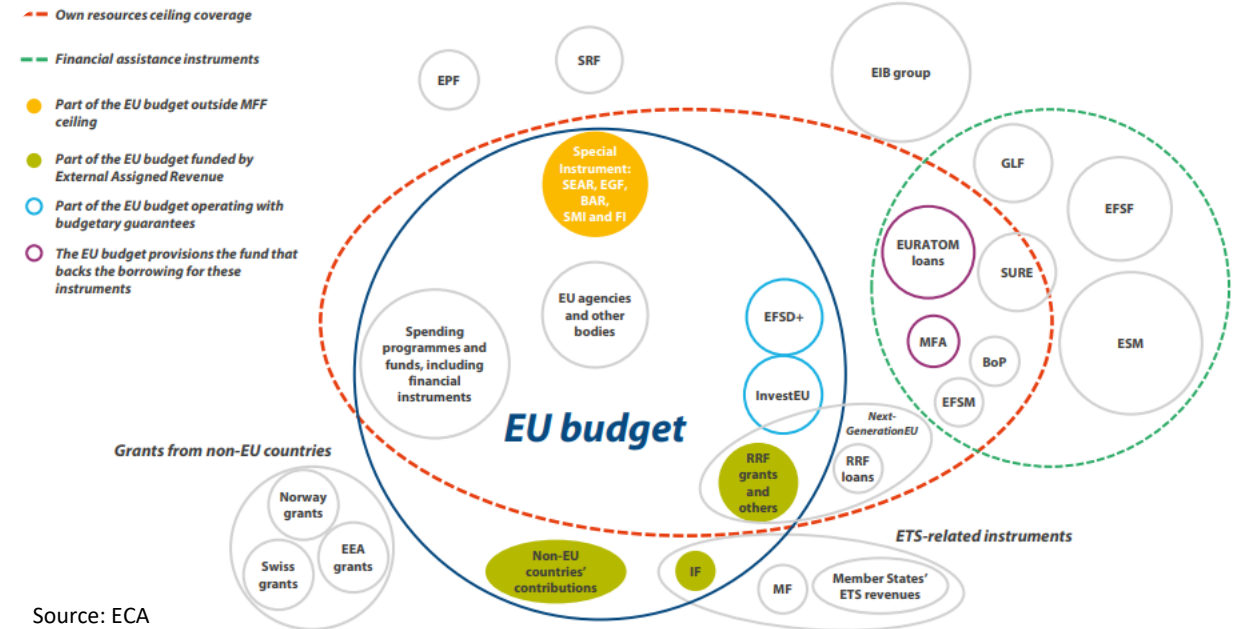 Own resources ceiling coverage
Financial assistance instruments
Part of the EU budget outside MFF
ceiling
Part of the EU budget funded by
External Assigned Revenue
Part of the EU budget operating with
budgetary guarantees
The EU budget provisions the fund that
backs the borrowing for these
instruments
EPF
SRF
EIB group
Special
Instrument:
SEAR, EGF,
BAR,
SMI and FI
GLF
EFSF
EURATOM
loans
SURE
EU agencies
and other
bodies
EFSD+
Spending
programmes and
funds, including
financial
instruments
MFA
BoP
ESM
InvestEU
EFSM
EU budget
Next-
GenerationEU
RRF
grants
and
others
RRF
loans
Grants from non-EU countries
Norway
grants
Swiss
grants
EEA
grants
ETS-related instruments
Non-EU
countries'
contributions
IF
MF
Member States'
ETS revenues
Source: ECA